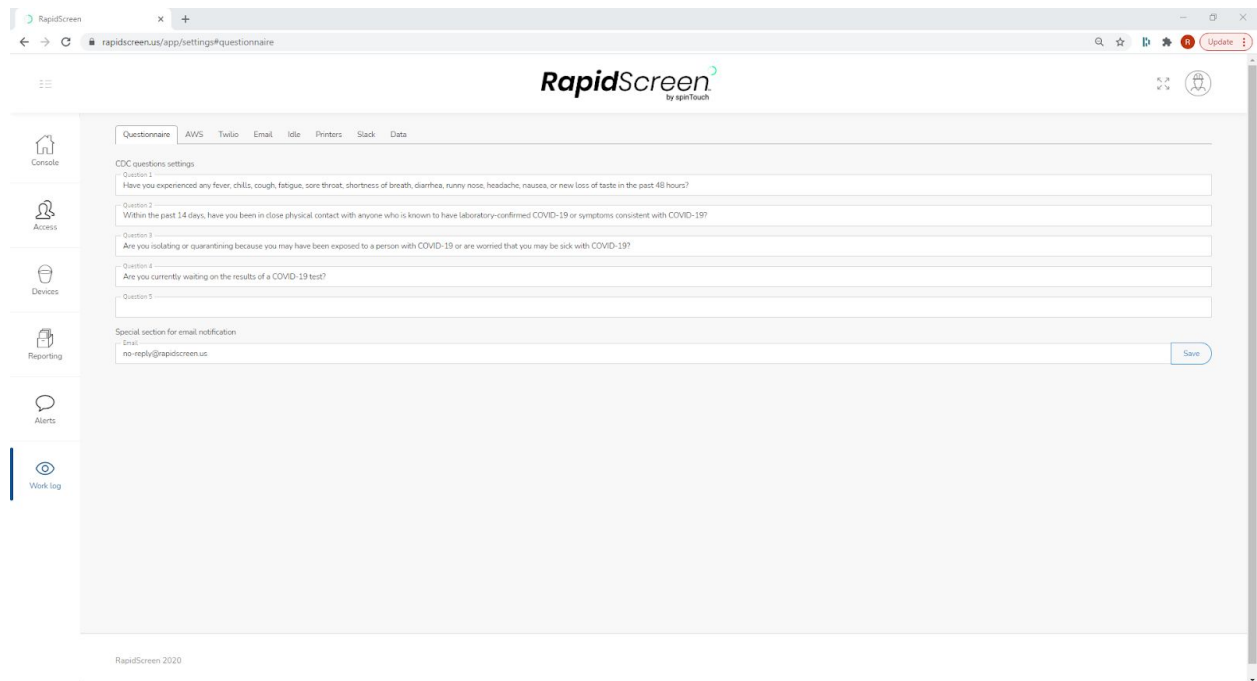 RapidScreen
rapidscreen.us/app/settings#questionnaire
R
Update
RapidScreen
by spinTouch
Console
Access
Devices
Reporting
Alerts
Work log
Questionnaire AWS Twilio Email Idle Printers Slack Data
CDC questions settings
Question 1
Have you experienced any fever, chills, cough, fatigue, sore throat, shortness of breath, diarrhea, runny nose, headache, nausea, or new loss of taste in the past 48 hours?
Question 2
Within the past 14 days, have you been in close physical contact with anyone who is known to have laboratory-confirmed COVID-19 or symptoms consistent with COVID-19?
Question 3
Are you isolating or quarantining because you may have been exposed to a person with COVID-19 or are worried that you may be sick with COVID-19?
Question 4
Are you currently waiting on the results of a COVID-19 test?
Question 5
Special section for email notification
Email
no-reply@rapidscreen.us
Save
RapidScreen 2020